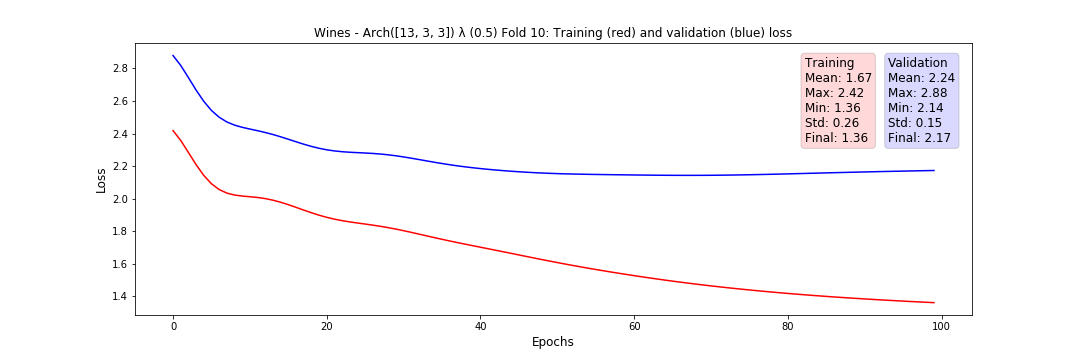 Wines - Arch([13, 3, 3]) λ (0.5) Fold 10: Training (red) and validation (blue) loss
Training
Mean: 1.67
Max: 2.42
Min: 1.36
Std: 0.26
Final: 1.36
Validation
Mean: 2.24
Max: 2.88
Min: 2.14
Std: 0.15
Final: 2.17
Loss
2.8
2.6
2.4
2.2
2.0
1.8
1.6
1.4
0
20
40
60
80
100
Epochs